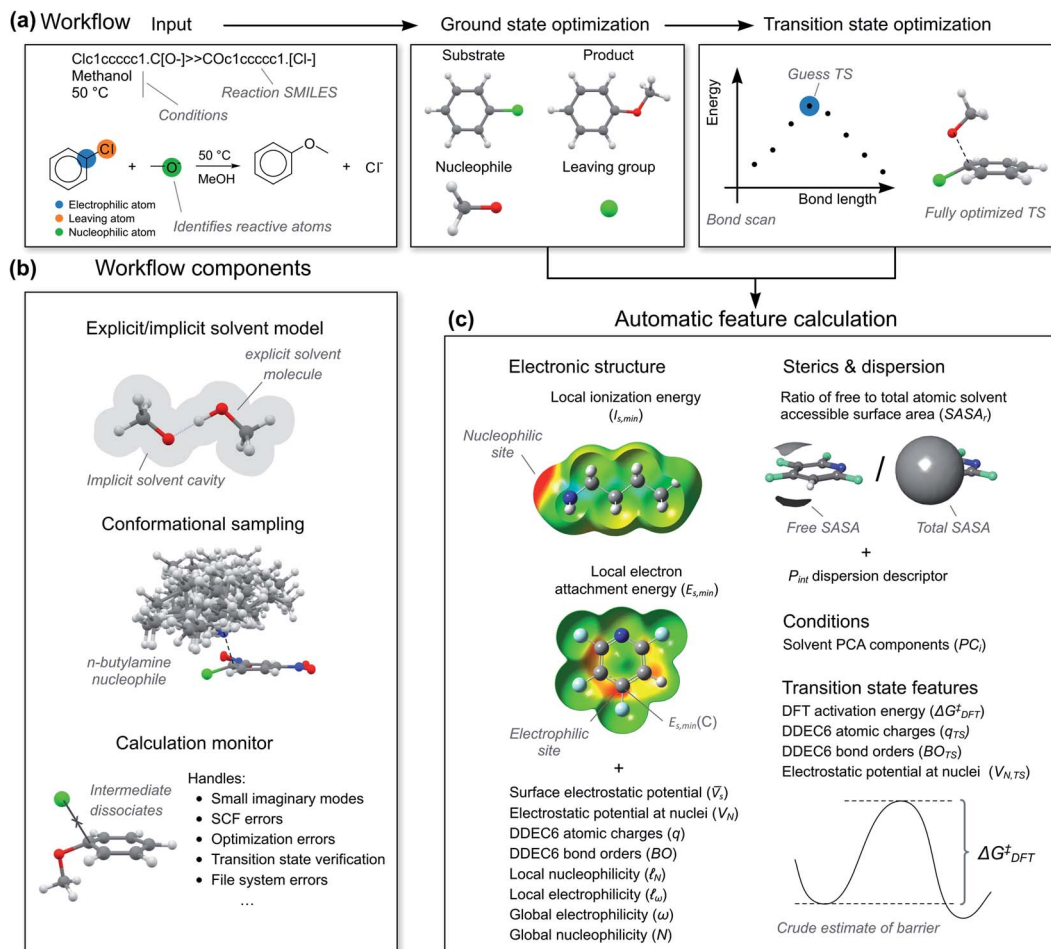 (a) Workflow
Input
Ground state optimization
Transition state optimization
Clc1ccccc1.C[O-]>>COc1ccccc1.[Cl-]
Methanol
50 °C
Reaction SMILES
Conditions
Cl
+
O⁻
50 °C
MeOH
O
+
Cl⁻
Electrophilic atom
Leaving atom
Nucleophilic atom
Identifies reactive atoms
Substrate
Product
Nucleophile
Leaving group
Guess TS
Energy
Bond length
Bond scan
Fully optimized TS
(b)
Workflow components
Explicit/implicit solvent model
explicit solvent
molecule
Implicit solvent cavity
Conformational sampling
n-butylamine
nucleophile
Calculation monitor
Intermediate
dissociates
Handles:
• Small imaginary modes
• SCF errors
• Optimization errors
• Transition state verification
• File system errors
...
(c)
Automatic feature calculation
Electronic structure
Local ionization energy
(I_s,min)
Nucleophilic
site
Local electron
attachment energy (E_s,min)
Electrophilic
site
E_s,min(C)
+
Surface electrostatic potential (V̅_s)
Electrostatic potential at nuclei (V_N)
DDEC6 atomic charges (q)
DDEC6 bond orders (BO)
Local nucleophilicity (ℓ_N)
Local electrophilicity (ℓ_ω)
Global electrophilicity (ω)
Global nucleophilicity (N)
Sterics & dispersion
Ratio of free to total atomic solvent
accessible surface area (SASA_r)
/
Free SASA
Total SASA
+
P_int dispersion descriptor
Conditions
Solvent PCA components (PC_i)
Transition state features
DFT activation energy (ΔG‡_DFT)
DDEC6 atomic charges (q_TS)
DDEC6 bond orders (BO_TS)
Electrostatic potential at nuclei (V_N,TS)
ΔG‡_DFT
Crude estimate of barrier